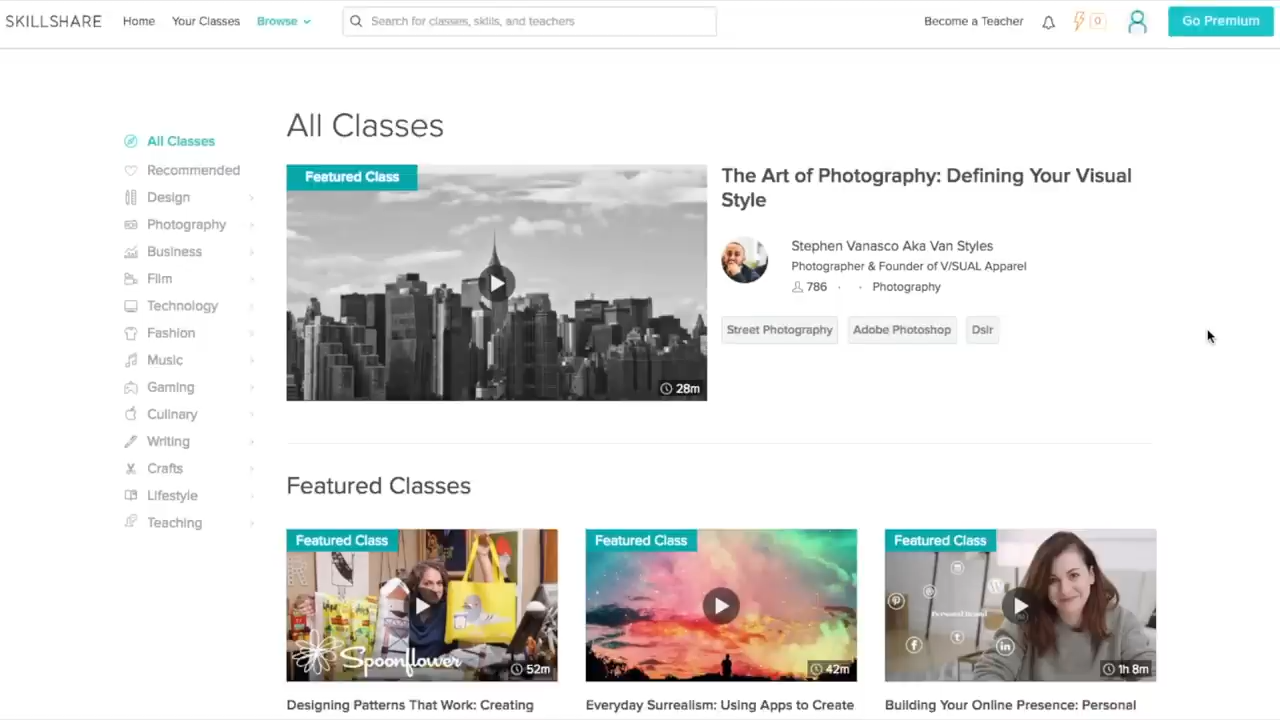 SKILLSHARE
Home
Your Classes
Browse
Search for classes, skills, and teachers
Become a Teacher
0
Go Premium
All Classes
Recommended
Design
Photography
Business
Film
Technology
Fashion
Music
Gaming
Culinary
Writing
Crafts
Lifestyle
Teaching
All Classes
Featured Class
28m
The Art of Photography: Defining Your Visual
Style
Stephen Vanasco Aka Van Styles
Photographer & Founder of V/SUAL Apparel
786 · · Photography
Street Photography
Adobe Photoshop
Dslr
Featured Classes
Featured Class
Spoonflower
52m
Designing Patterns That Work: Creating
Featured Class
42m
Everyday Surrealism: Using Apps to Create
Featured Class
Personal Brand
1h 8m
Building Your Online Presence: Personal